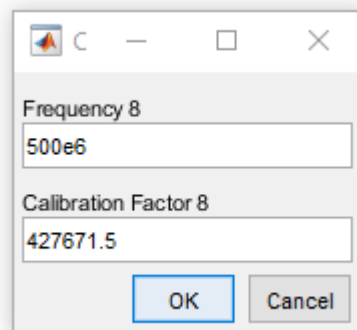 C
Frequency 8
500e6
Calibration Factor 8
427671.5
OK Cancel